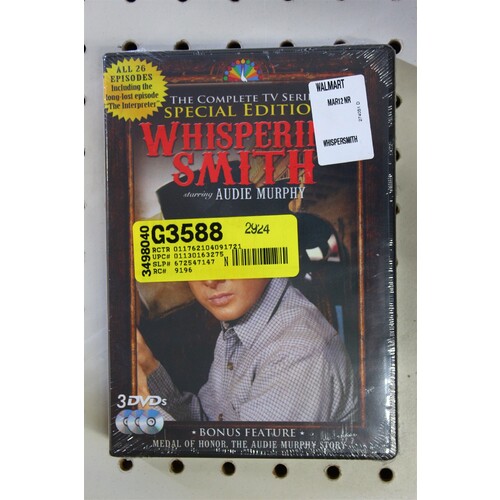 ALL 26
EPISODES
Including the
long-lost episode
"The Interpreter"
THE COMPLETE TV SERIE
SPECIAL EDITION
WHISPERIN
SMITH
starring AUDIE MURPHY
WALMART
MAR12 NR
WHISPERSMITH
3498040
G3588 2924
RCTR 011762104091721
UPC# 01130163275
SLP# 672547147 N
RC# 9196
3 DVDs
BONUS FEATURE
MEDAL OF HONOR, THE AUDIE MURPHY STORY